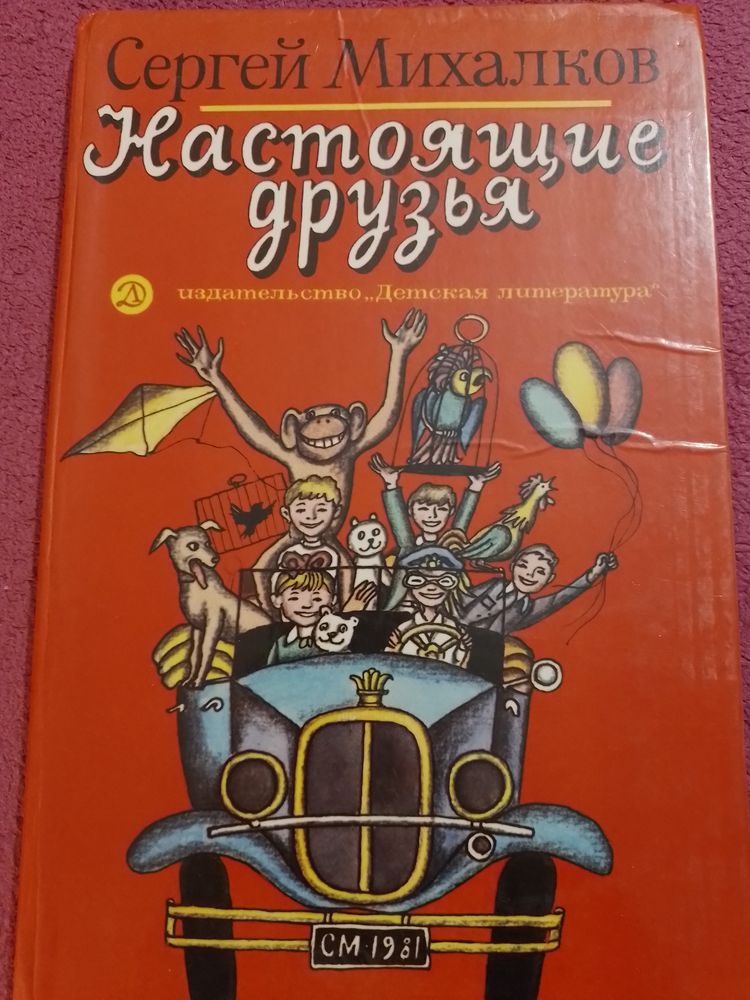 Сергей Михалков
Настоящие
друзья
Д
издательство „Детская литература“
СМ·1981